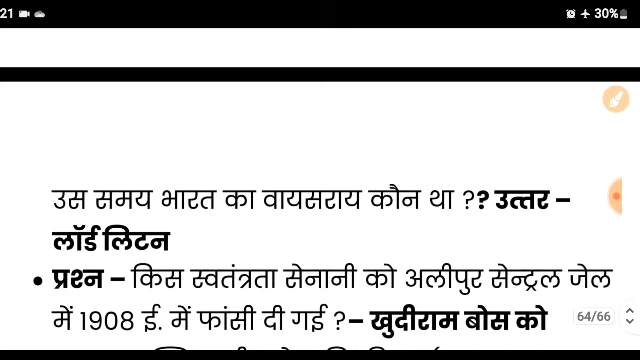 21 30%
उस समय भारत का वायसराय कौन था ?? उत्तर –
लॉर्ड लिटन
• प्रश्न – किस स्वतंत्रता सेनानी को अलीपुर सेन्ट्रल जेल
में 1908 ई. में फांसी दी गई ?– खुदीराम बोस को
64/66